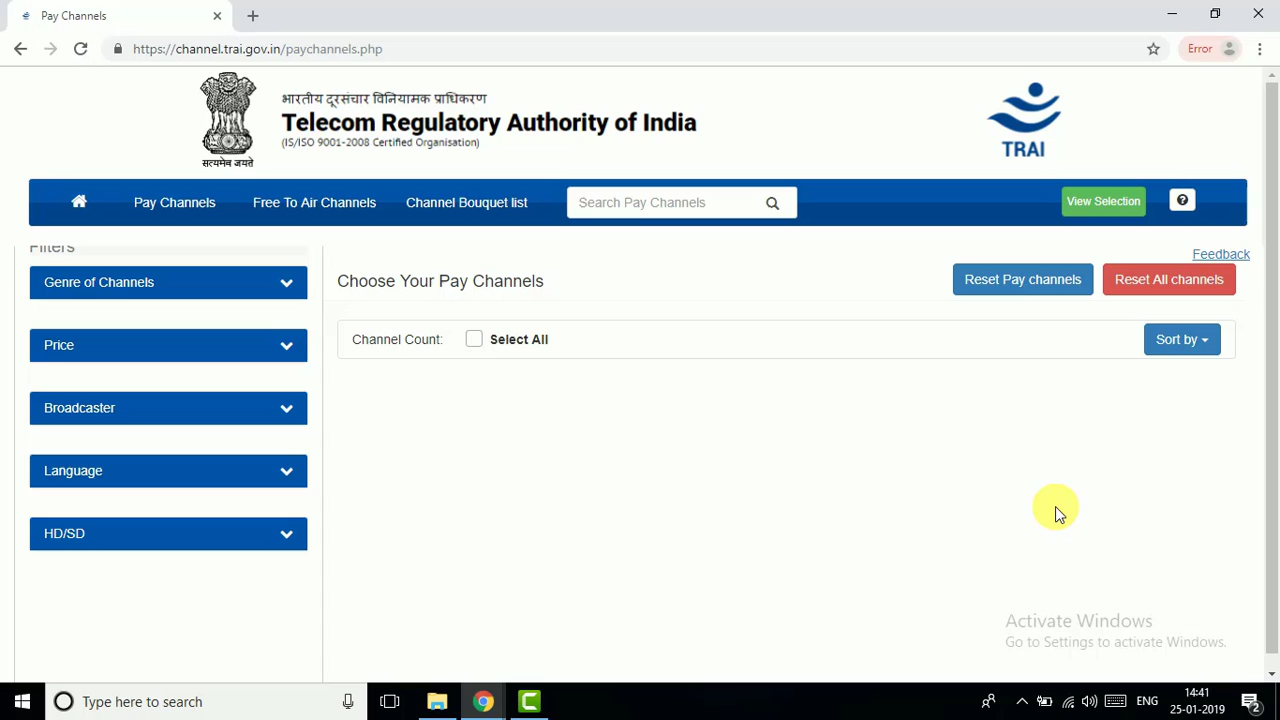 Pay Channels
https://channel.trai.gov.in/paychannels.php
Error
भारतीय दूरसंचार विनियामक प्राधिकरण
Telecom Regulatory Authority of India
(IS/ISO 9001-2008 Certified Organisation)
सत्यमेव जयते
TRAI
Pay Channels
Free To Air Channels
Channel Bouquet list
Search Pay Channels
View Selection
Filters
Feedback
Genre of Channels
Price
Broadcaster
Language
HD/SD
Choose Your Pay Channels
Reset Pay channels
Reset All channels
Channel Count:
Select All
Sort by
Activate Windows
Go to Settings to activate Windows.
Type here to search
ENG
14:41
25-01-2019
2